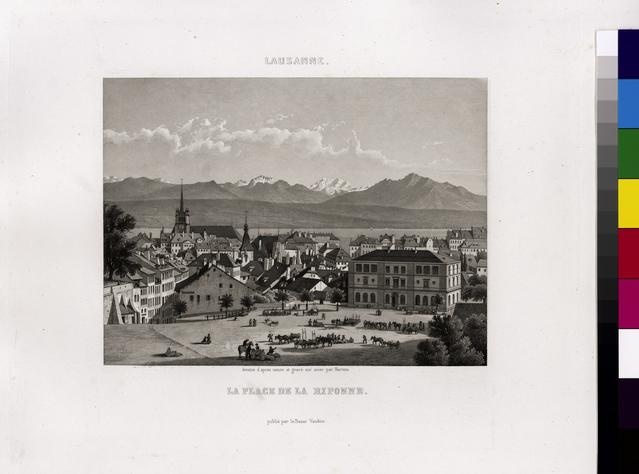 LAUSANNE.
dessiné d'après nature et gravé sur acier par
LA PLACE DE LA RIPONNE.
publié par le Bazar Vaudois